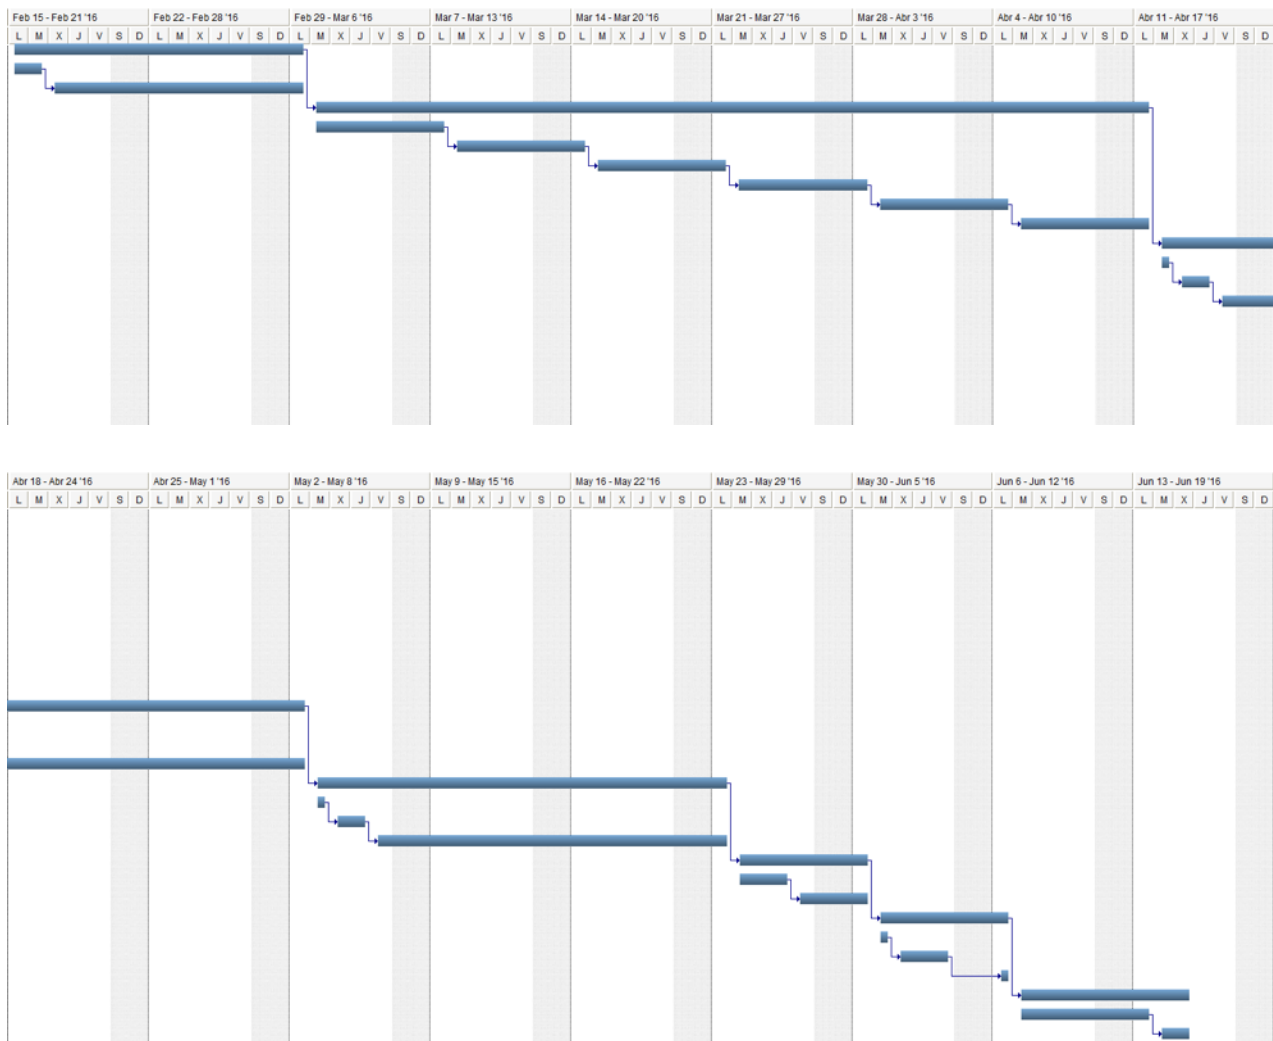 Feb 15 - Feb 21 '16 Feb 22 - Feb 28 '16 Feb 29 - Mar 6 '16 Mar 7 - Mar 13 '16 Mar 14 - Mar 20 '16 Mar 21 - Mar 27 '16 Mar 28 - Abr 3 '16 Abr 4 - Abr 10 '16 Abr 11 - Abr 17 '16
L M X J V S D L M X J V S D L M X J V S D L M X J V S D L M X J V S D L M X J V S D L M X J V S D L M X J V S D L M X J V S D
Abr 18 - Abr 24 '16 Abr 25 - May 1 '16 May 2 - May 8 '16 May 9 - May 15 '16 May 16 - May 22 '16 May 23 - May 29 '16 May 30 - Jun 5 '16 Jun 6 - Jun 12 '16 Jun 13 - Jun 19 '16
L M X J V S D L M X J V S D L M X J V S D L M X J V S D L M X J V S D L M X J V S D L M X J V S D L M X J V S D L M X J V S D